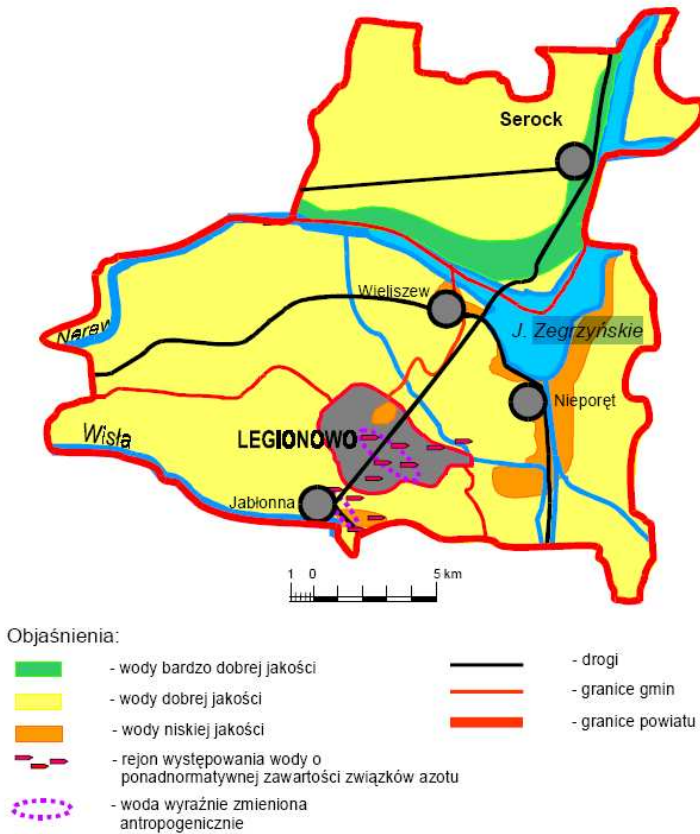 Serock
Wieliszew
Narew
J. Zegrzyńskie
Nieporęt
Wisła
LEGIONOWO
Jabłonna
1 0 5 km
Objaśnienia:
- wody bardzo dobrej jakości
- wody dobrej jakości
- wody niskiej jakości
- rejon występowania wody o
ponadnormatywnej zawartości związków azotu
- woda wyraźnie zmieniona
antropogenicznie
- drogi
- granice gmin
- granice powiatu